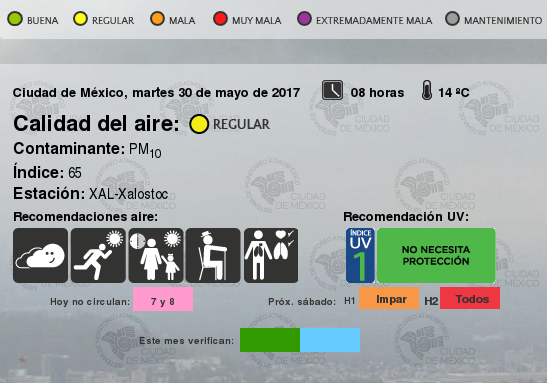 BUENA REGULAR MALA MUY MALA EXTREMADAMENTE MALA MANTENIMIENTO
Ciudad de México, martes 30 de mayo de 2017 08 horas 14 ºC
Calidad del aire: REGULAR
Contaminante: PM10
Índice: 65
Estación: XAL-Xalostoc
Recomendaciones aire: Recomendación UV:
ÍNDICE UV 1 NO NECESITA PROTECCIÓN
Hoy no circulan: 7 y 8 Próx. sábado: H1 Impar H2 Todos
Este mes verifican:
CIUDAD DE MÉXICO